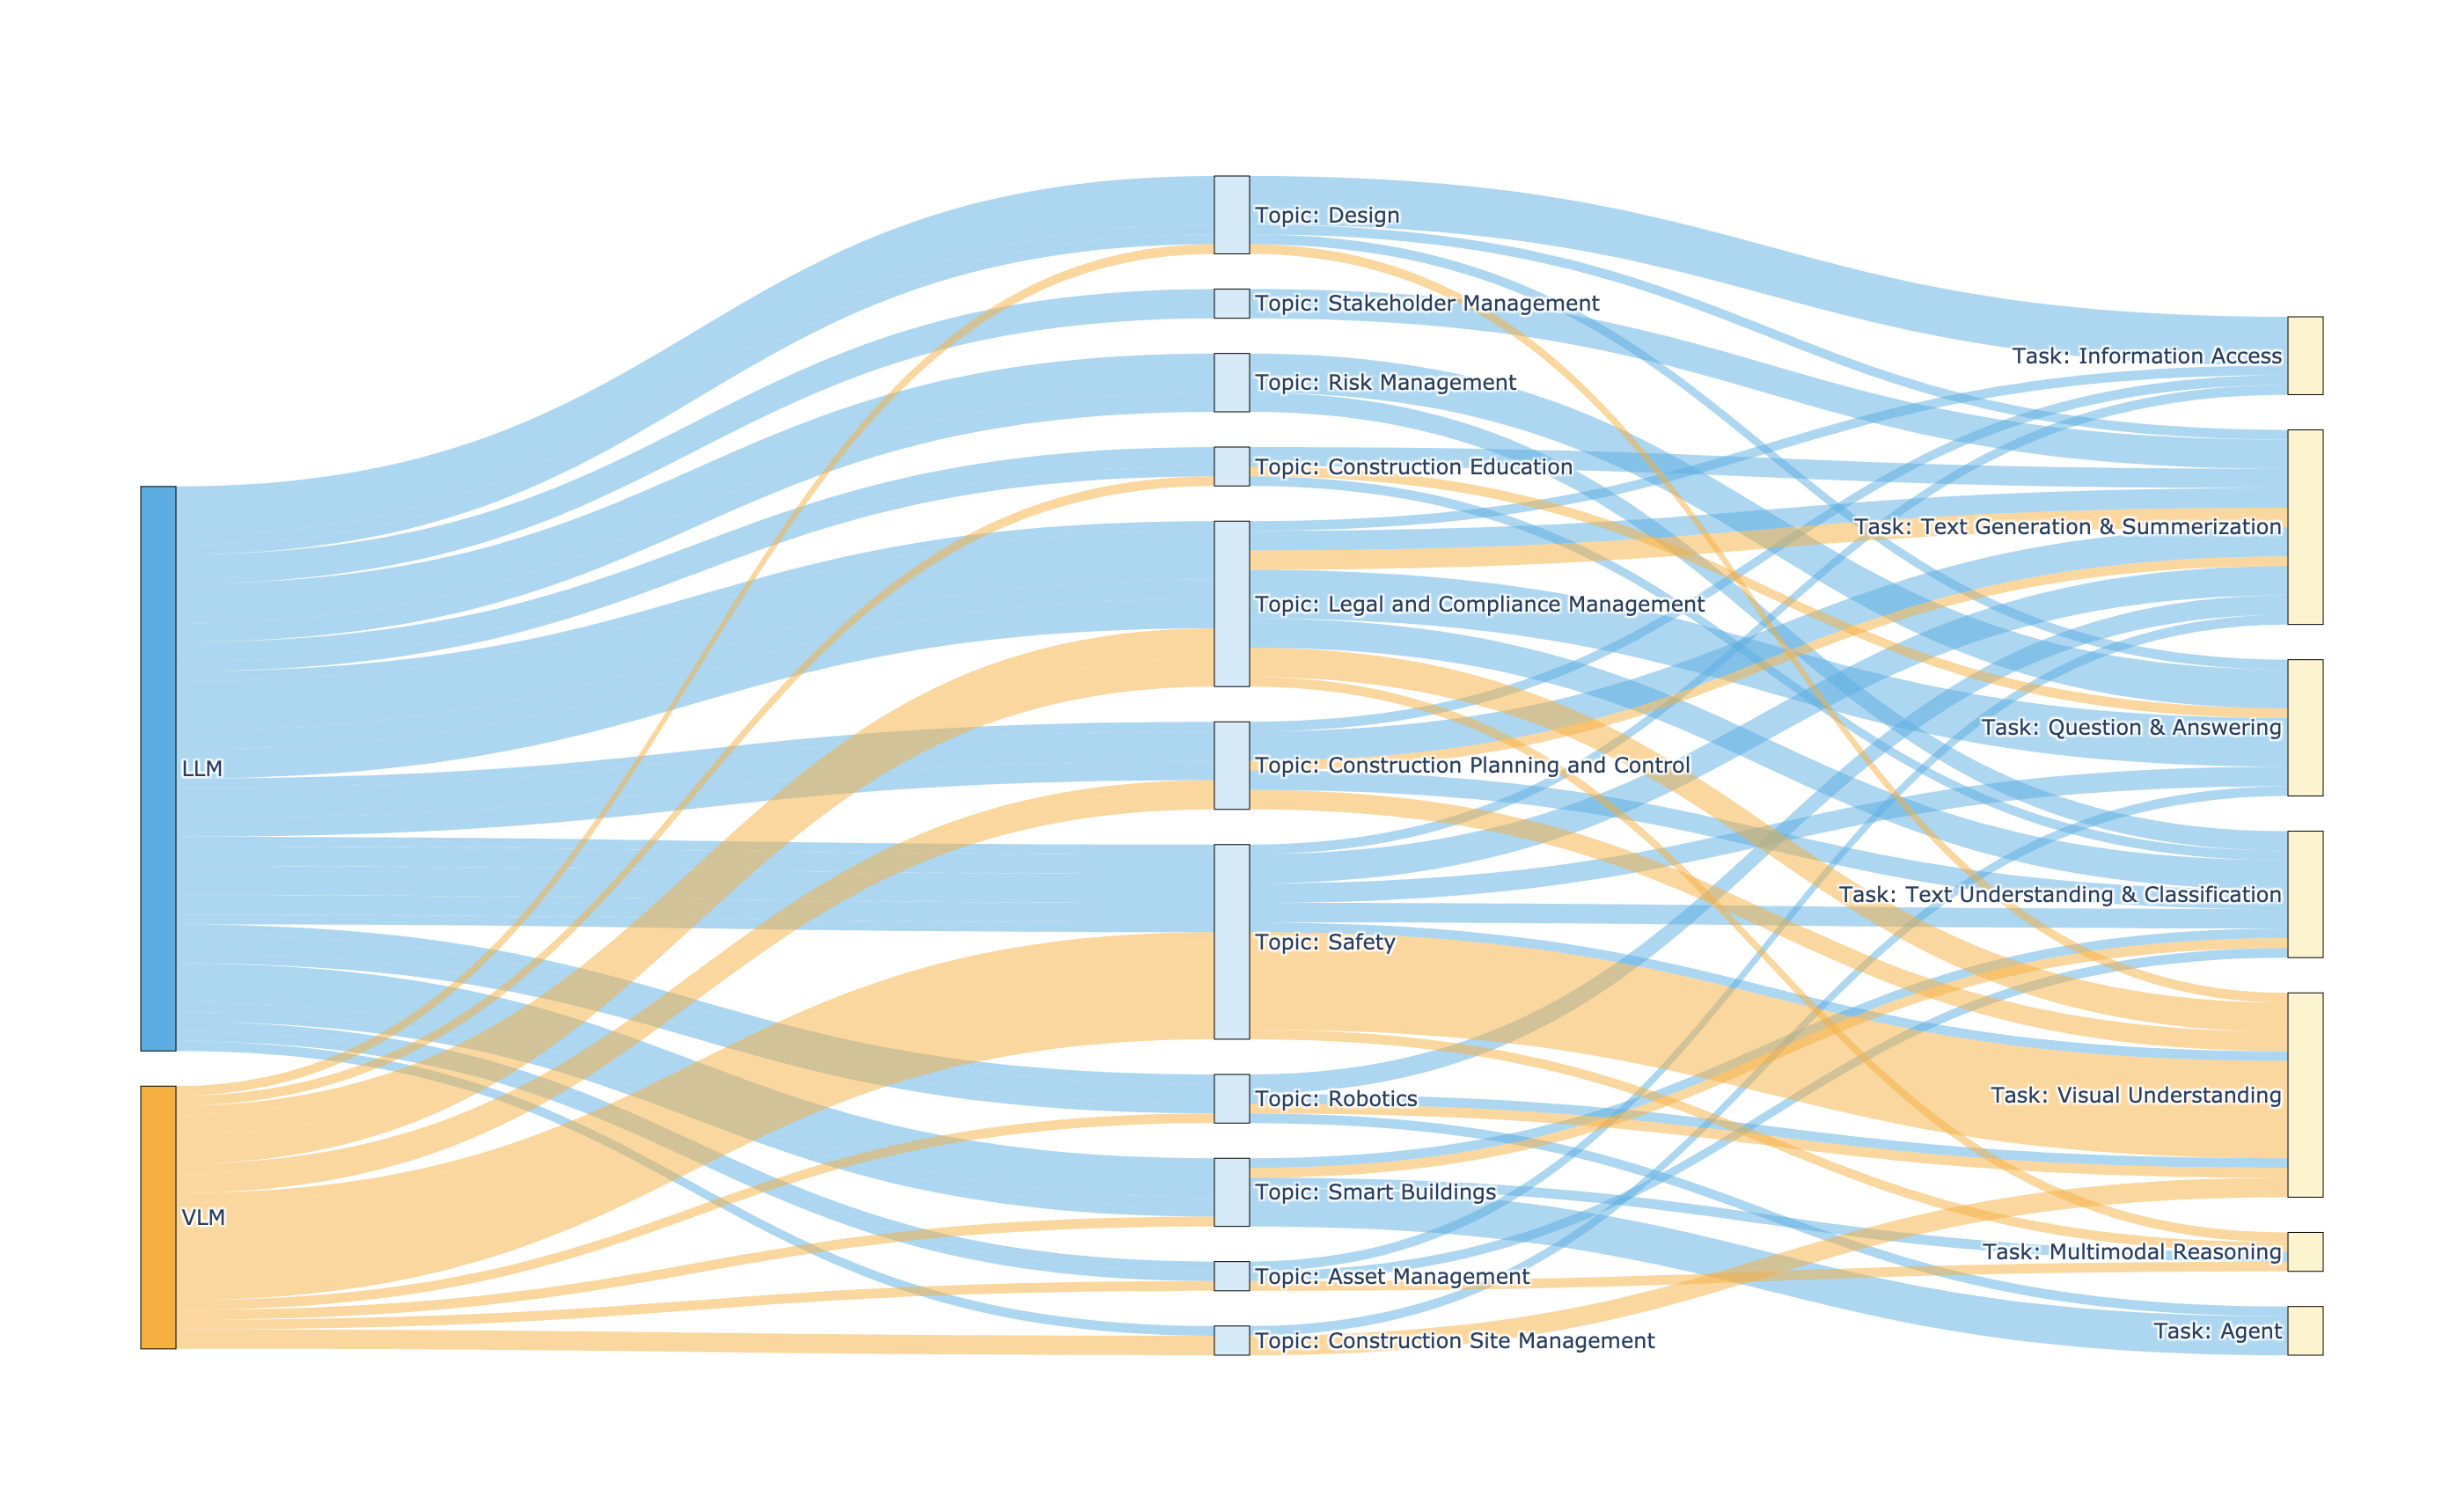 LLM
VLM
Topic: Design
Topic: Stakeholder Management
Topic: Risk Management
Topic: Construction Education
Topic: Legal and Compliance Management
Topic: Construction Planning and Control
Topic: Safety
Topic: Robotics
Topic: Smart Buildings
Topic: Asset Management
Topic: Construction Site Management
Task: Information Access
Task: Text Generation & Summerization
Task: Question & Answering
Task: Text Understanding & Classification
Task: Visual Understanding
Task: Multimodal Reasoning
Task: Agent